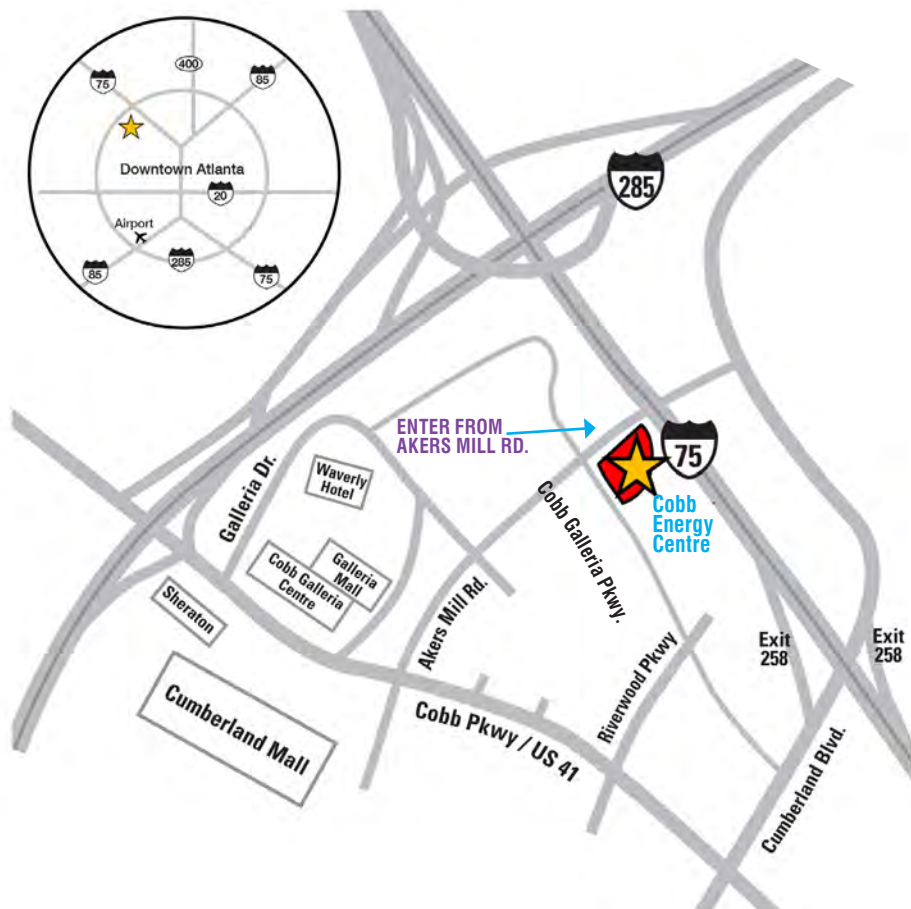 75
400
85
Downtown Atlanta
20
Airport
85
285
75
285
ENTER FROM
AKERS MILL RD.
75
Cobb
Energy
Centre
Galleria Dr.
Waverly
Hotel
Galleria
Mall
Cobb Galleria
Centre
Sheraton
Cumberland Mall
Akers Mill Rd.
Cobb Galleria Pkwy.
Riverwood Pkwy
Cobb Pkwy / US 41
Exit
258
Exit
258
Cumberland Blvd.